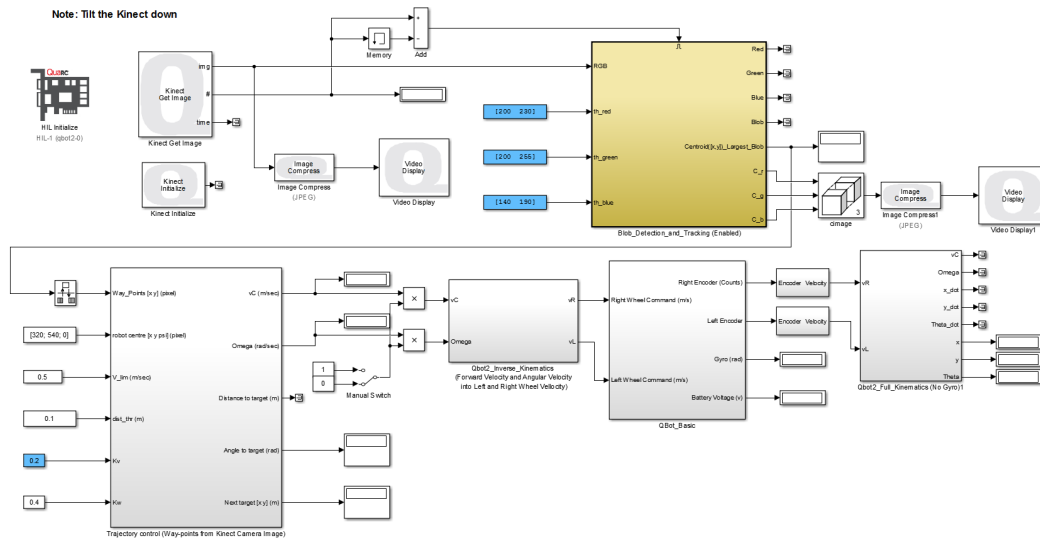 Note: Tilt the Kinect down
QUARC
HIL Initialize
HIL-1 (qbot2-0)
Kinect
Get Image
img
#
time
Kinect Get Image
Kinect
Initialize
Kinect Initialize
Memory
+
−
Add
Image
Compress
Image Compress
(JPEG)
Video
Display
Video Display
[200 230]
[200 255]
[140 190]
RGB
th_red
th_green
th_blue
Red
Green
Blue
Blob
Centroid([x,y])_Largest_Blob
C_r
C_g
C_b
Blob_Detection_and_Tracking (Enabled)
3
cimage
Image
Compress
Image Compress1
(JPEG)
Video
Display
Video Display1
[320; 540; 0]
0.5
0.1
0.2
0.4
Way_Points [x y] (pixel)
robot centre [x y psi] (pixel)
V_lim (m/sec)
dist_thr (m)
Kv
Kw
vC (m/sec)
Omega (rad/sec)
Distance to target (m)
Angle to target (rad)
Next target [x y] (m)
Trajectory control (Way-points from Kinect Camera Image)
1
0
Manual Switch
×
×
vC
Omega
vR
vL
Qbot2_Inverse_Kinematics
(Forward Velocity and Angular Velocity
into Left and Right Wheel Vellocity)
Right Wheel Command (m/s)
Left Wheel Command (m/s)
Right Encoder (Counts)
Left Encoder
Gyro (rad)
Battery Voltage (v)
QBot_Basic
Encoder Velocity
Encoder Velocity
vR
vL
vC
Omega
x_dot
y_dot
Theta_dot
x
y
Theta
Qbot2_Full_Kinematics (No Gyro)1